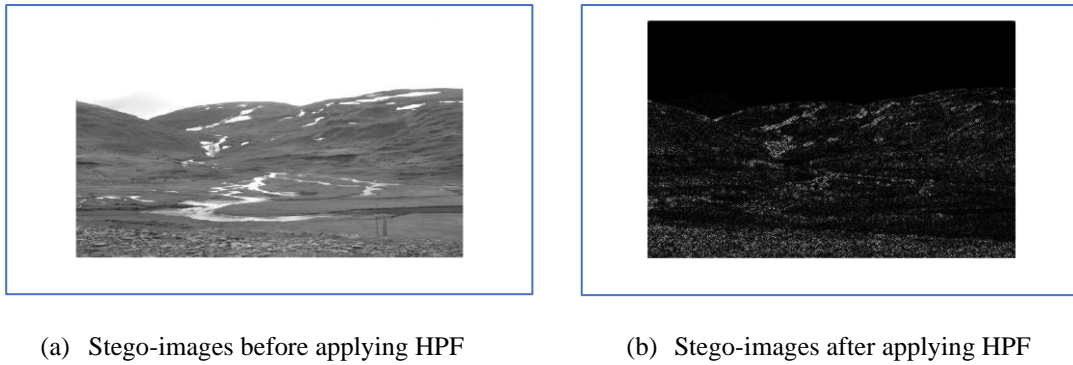 (a) Stego-images before applying HPF
(b) Stego-images after applying HPF